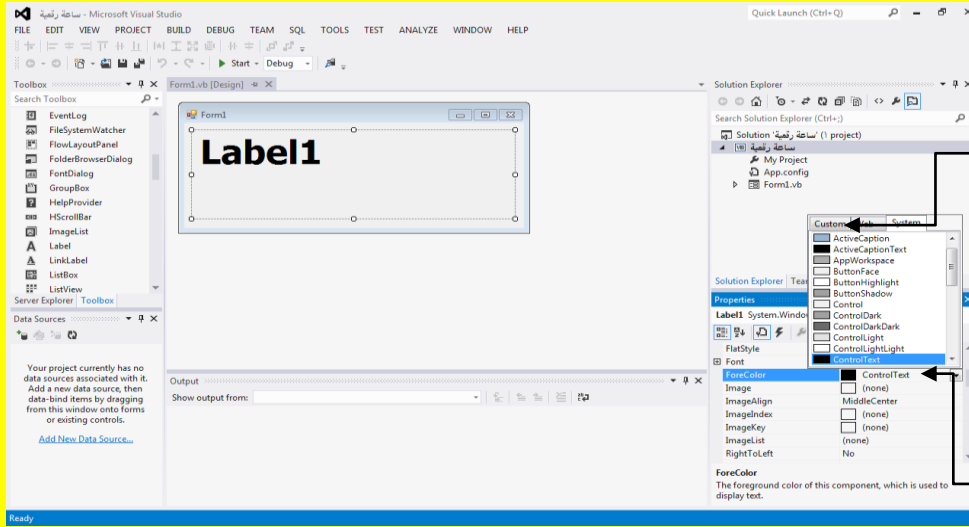 ساعة رقمية - Microsoft Visual Studio
Quick Launch (Ctrl+Q)
FILE EDIT VIEW PROJECT BUILD DEBUG TEAM SQL TOOLS TEST ANALYZE WINDOW HELP
Start - Debug
Toolbox
Search Toolbox
EventLog
FileSystemWatcher
FlowLayoutPanel
FolderBrowserDialog
FontDialog
GroupBox
HelpProvider
HScrollBar
ImageList
Label
LinkLabel
ListBox
ListView
Server Explorer Toolbox
Data Sources
Your project currently has no
data sources associated with it.
Add a new data source, then
data-bind items by dragging
from this window onto forms
or existing controls.
Add New Data Source...
Form1.vb [Design]
Form1
Label1
Output
Show output from:
Solution Explorer
Search Solution Explorer (Ctrl+;)
Solution 'ساعة رقمية' (1 project)
ساعة رقمية
My Project
App.config
Form1.vb
Custom Web System
ActiveCaption
ActiveCaptionText
AppWorkspace
ButtonFace
ButtonHighlight
ButtonShadow
Control
ControlDark
ControlDarkDark
ControlLight
ControlLightLight
ControlText
Solution Explorer
Properties
Label1
FlatStyle
Font
ForeColor ControlText
Image (none)
ImageAlign MiddleCenter
ImageIndex (none)
ImageKey (none)
ImageList (none)
RightToLeft No
ForeColor
The foreground color of this component, which is used to
display text.
Ready